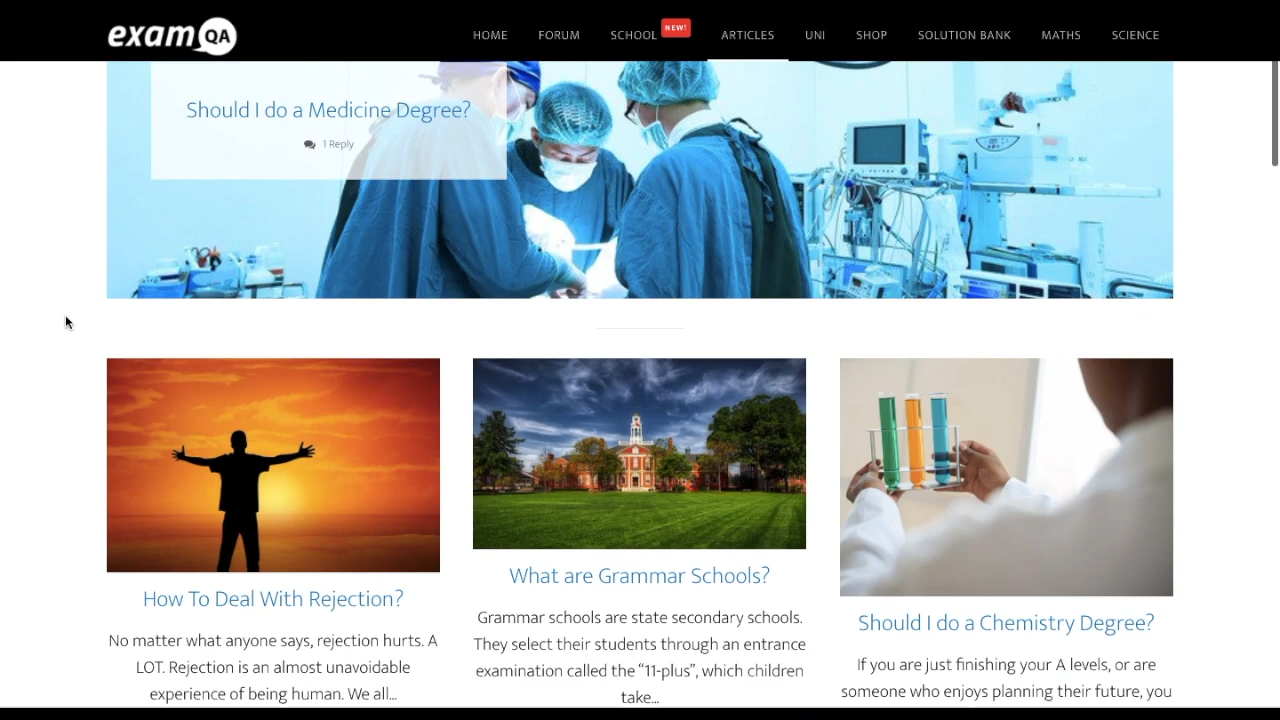 exam QA
HOME FORUM SCHOOL NEW! ARTICLES UNI SHOP SOLUTION BANK MATHS SCIENCE
Should I do a Medicine Degree?
1 Reply
How To Deal With Rejection?
No matter what anyone says, rejection hurts. A
LOT. Rejection is an almost unavoidable
experience of being human. We all...
What are Grammar Schools?
Grammar schools are state secondary schools.
They select their students through an entrance
examination called the “11-plus”, which children
take...
Should I do a Chemistry Degree?
If you are just finishing your A levels, or are
someone who enjoys planning their future, you